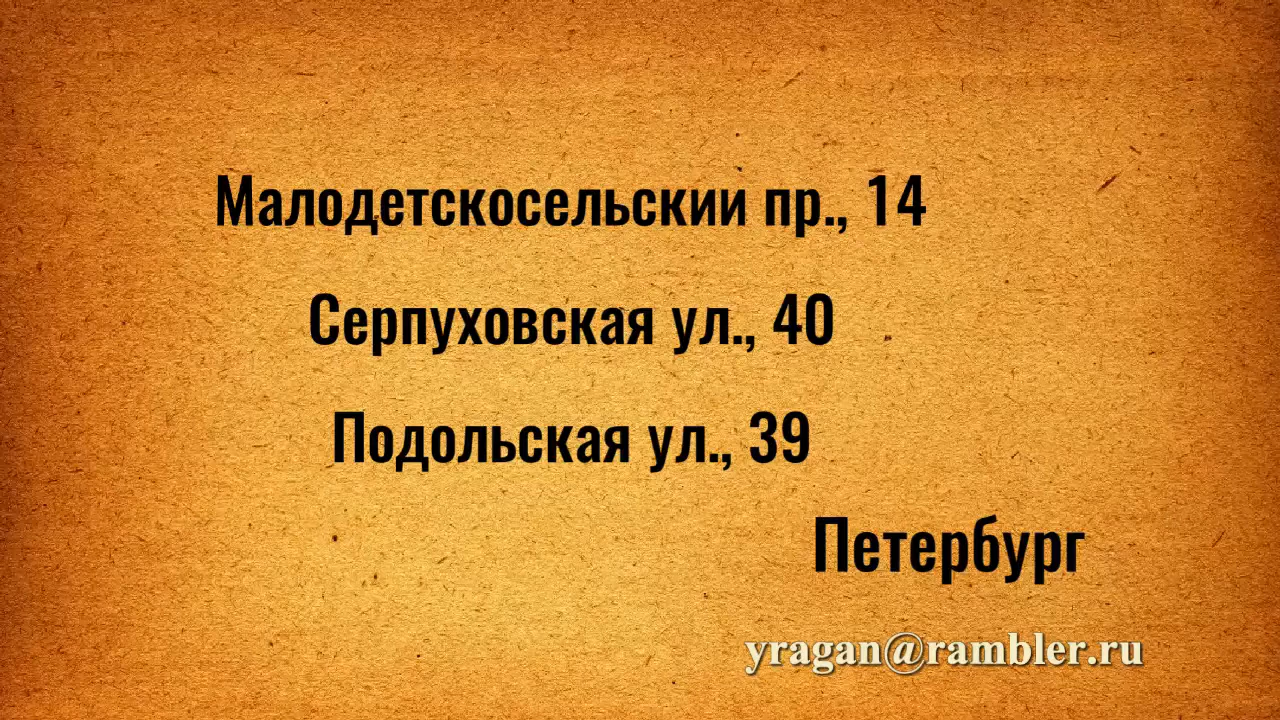 Малодетскосельскии пр., 14
Серпуховская ул., 40
Подольская ул., 39
Петербург
yragan@rambler.ru